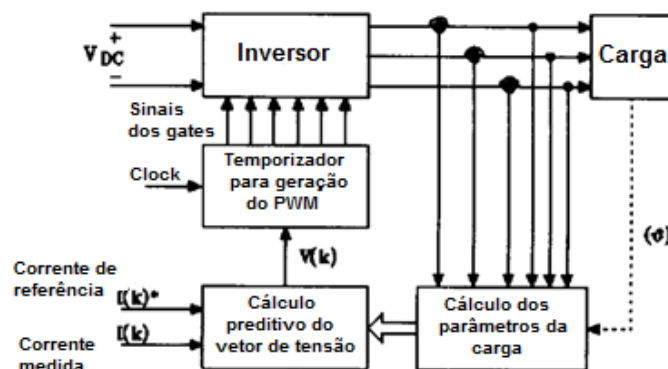 +
V DC
−
Inversor
Carga
Sinais
dos gates
Clock
Temporizador
para geração
do PWM
V(k)
(θ)
Corrente de
referência
I(k)*
I(k)
Corrente
medida
Cálculo
preditivo do
vetor de tensão
Cálculo dos
parâmetros da
carga